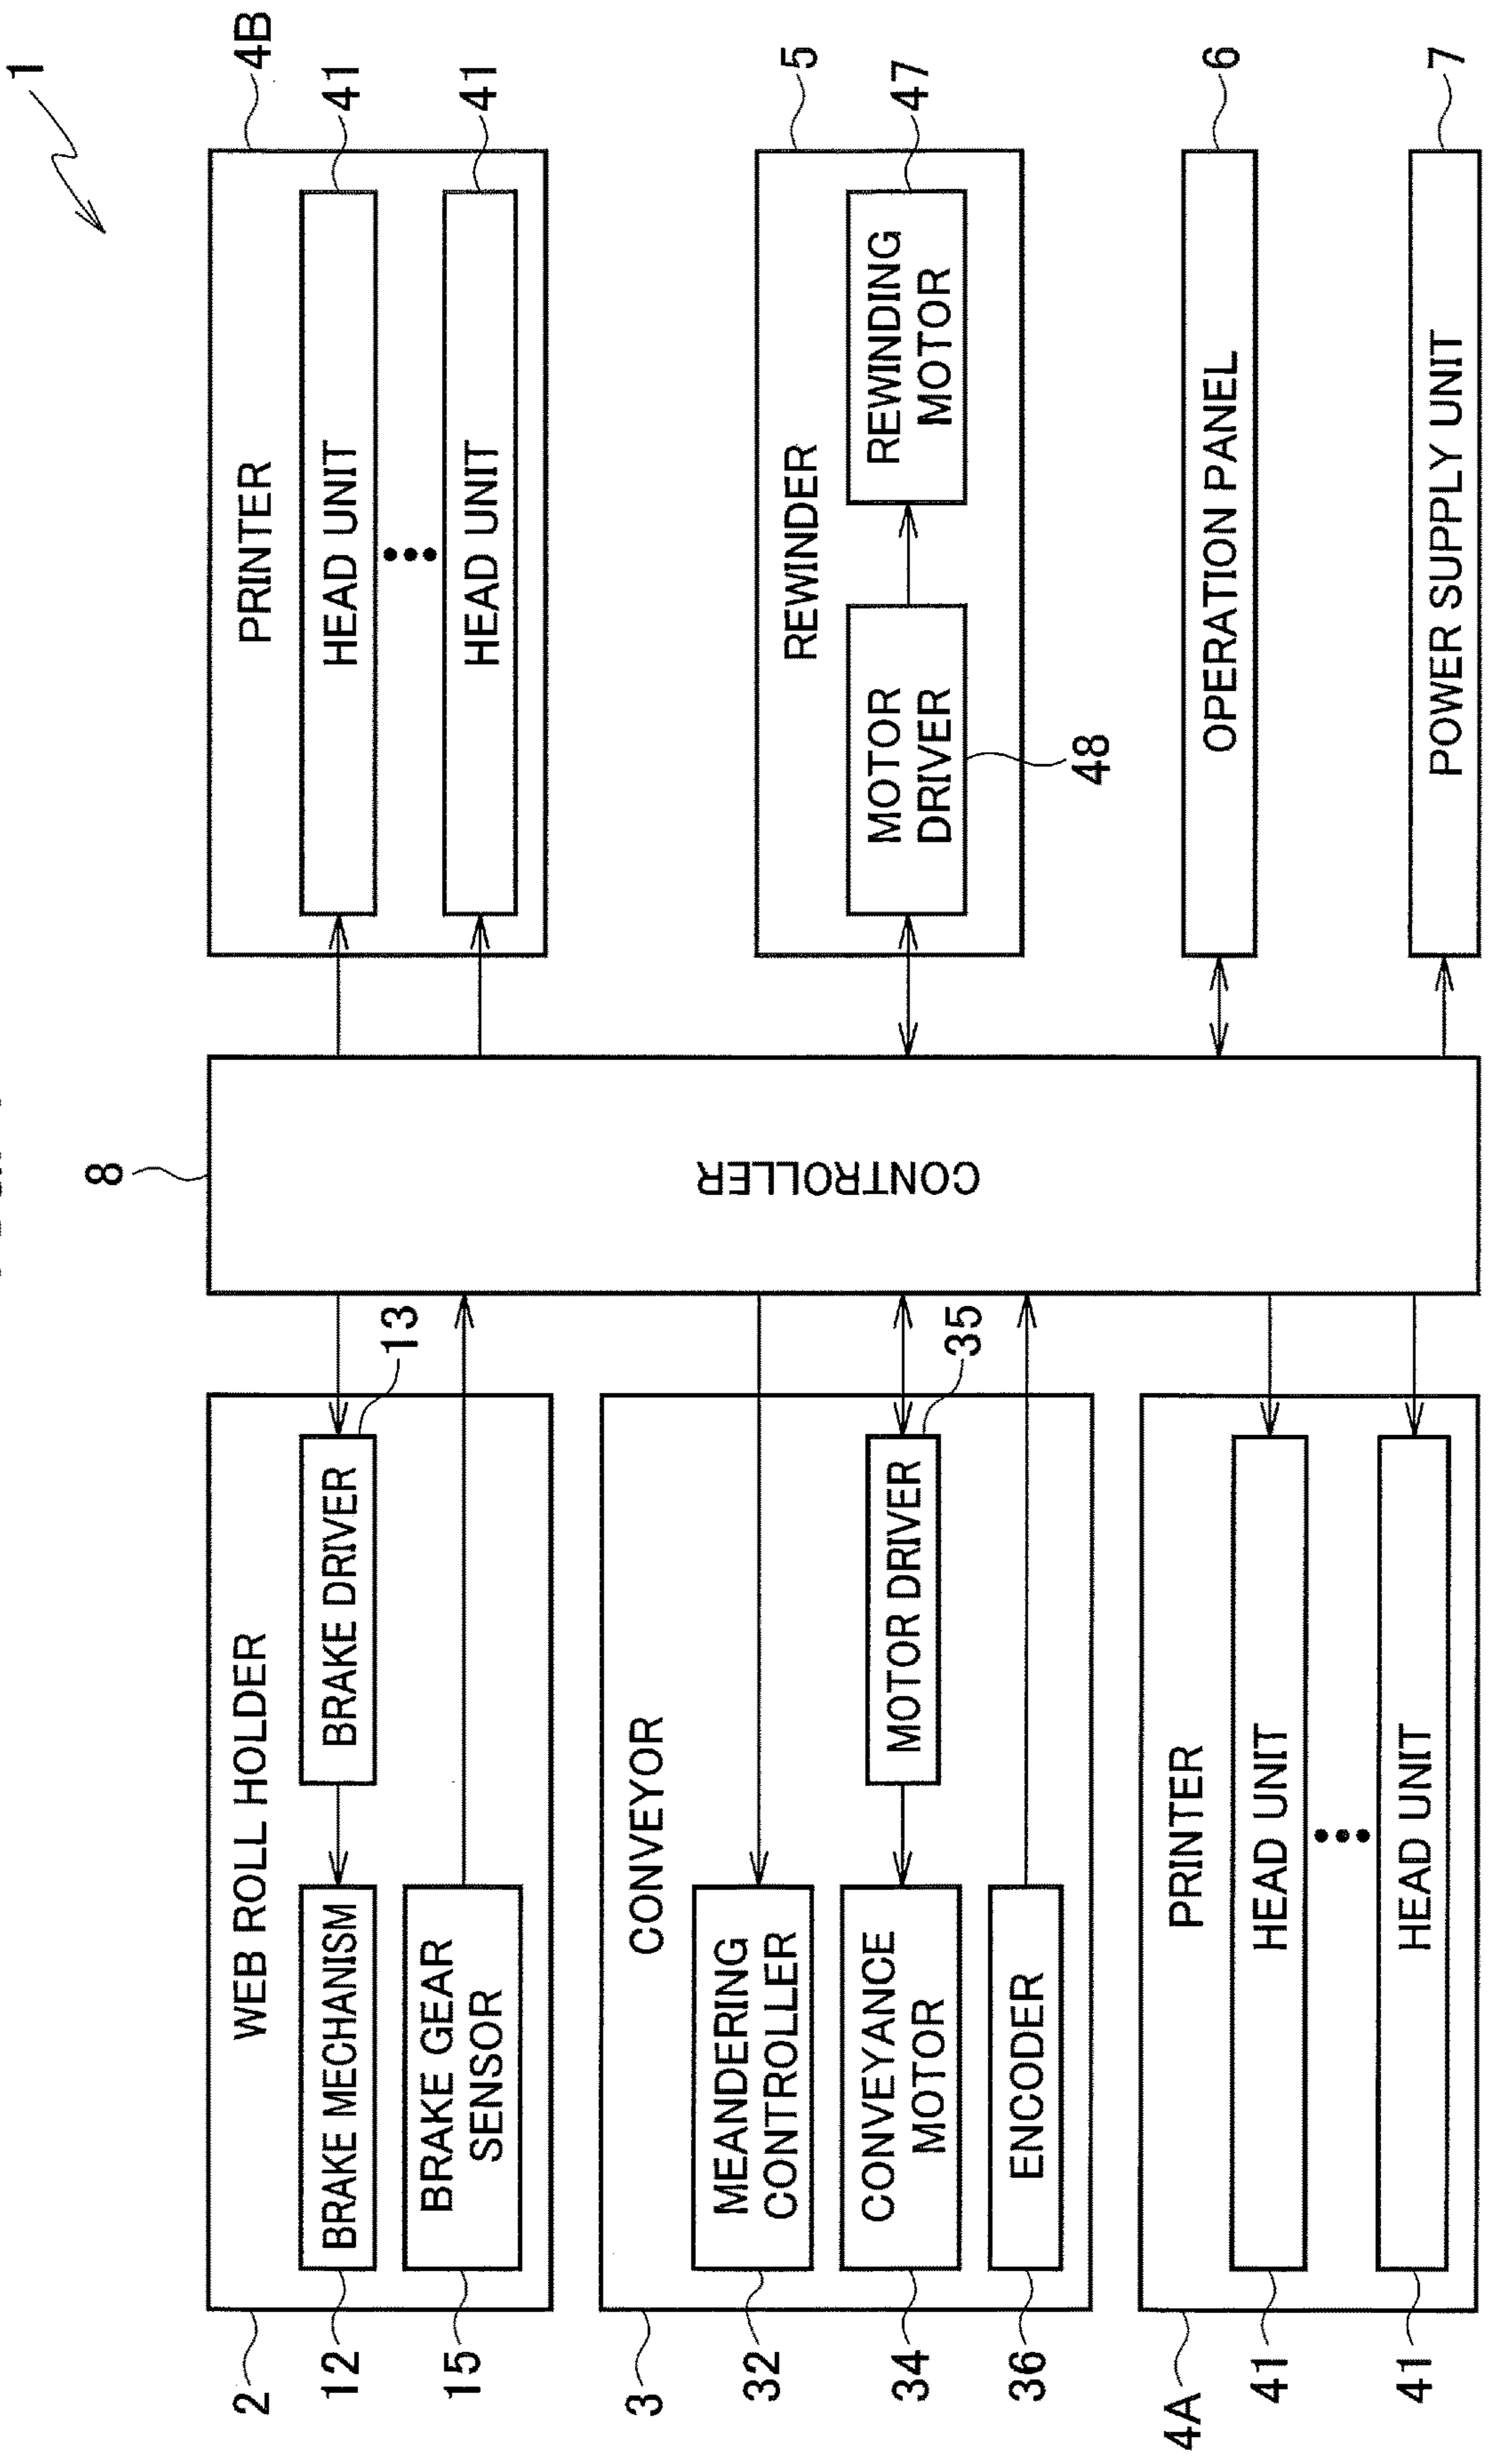 1
8
2
WEB ROLL HOLDER
12
BRAKE MECHANISM
BRAKE DRIVER
13
15
BRAKE GEAR
SENSOR
3
CONVEYOR
32
MEANDERING
CONTROLLER
34
CONVEYANCE
MOTOR
MOTOR DRIVER
35
36
ENCODER
4A
PRINTER
41
HEAD UNIT
41
HEAD UNIT
CONTROLLER
4B
PRINTER
HEAD UNIT
41
HEAD UNIT
41
5
REWINDER
MOTOR
DRIVER
48
REWINDING
MOTOR
47
OPERATION PANEL
6
POWER SUPPLY UNIT
7